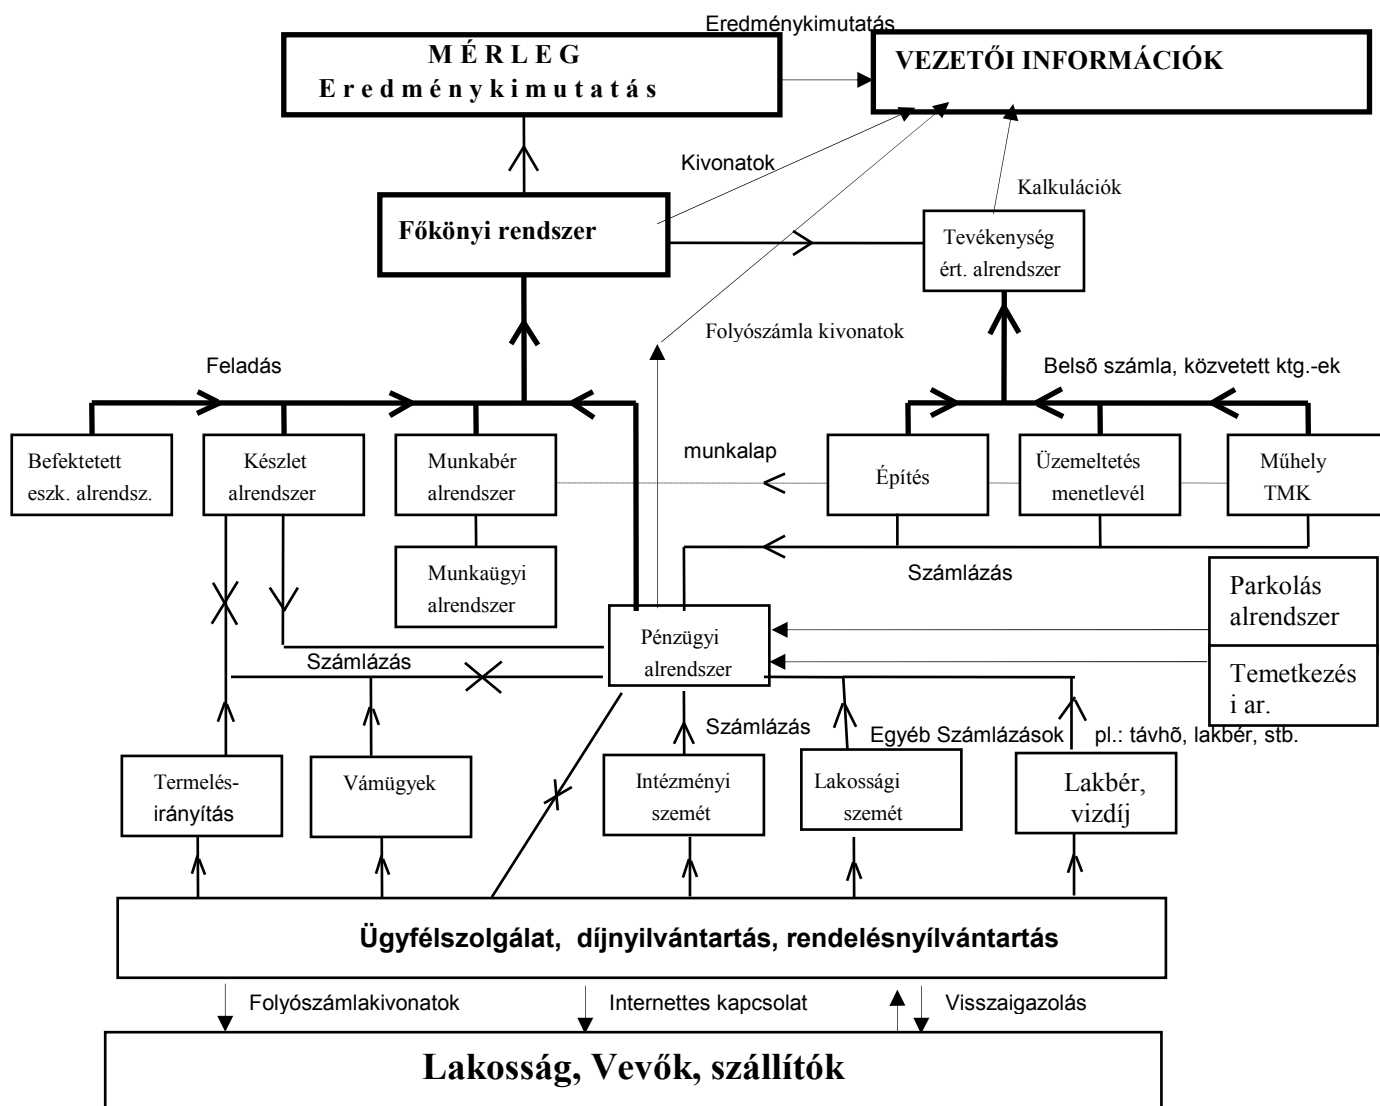 Eredménykimutatás
M É R L E G
E r e d m é n y k i m u t a t á s
VEZETŐI INFORMÁCIÓK
Kivonatok
Kalkulációk
Főkönyi rendszer
Tevékenység
ért. alrendszer
Folyószámla kivonatok
Feladás
Belsõ számla, közvetett ktg.-ek
Befektetett
eszk. alrendsz.
Készlet
alrendszer
Munkabér
alrendszer
munkalap
Építés
Üzemeltetés
menetlevél
Műhely
TMK
Munkaügyi
alrendszer
Számlázás
Parkolás
alrendszer
Pénzügyi
alrendszer
Számlázás
Temetkezés
i ar.
Számlázás
Egyéb Számlázások
pl.: távhõ, lakbér, stb.
Termelés-
irányítás
Vámügyek
Intézményi
szemét
Lakossági
szemét
Lakbér,
vizdíj
Ügyfélszolgálat, díjnyilvántartás, rendelésnyílvántartás
Folyószámlakivonatok
Internettes kapcsolat
Visszaigazolás
Lakosság, Vevők, szállítók